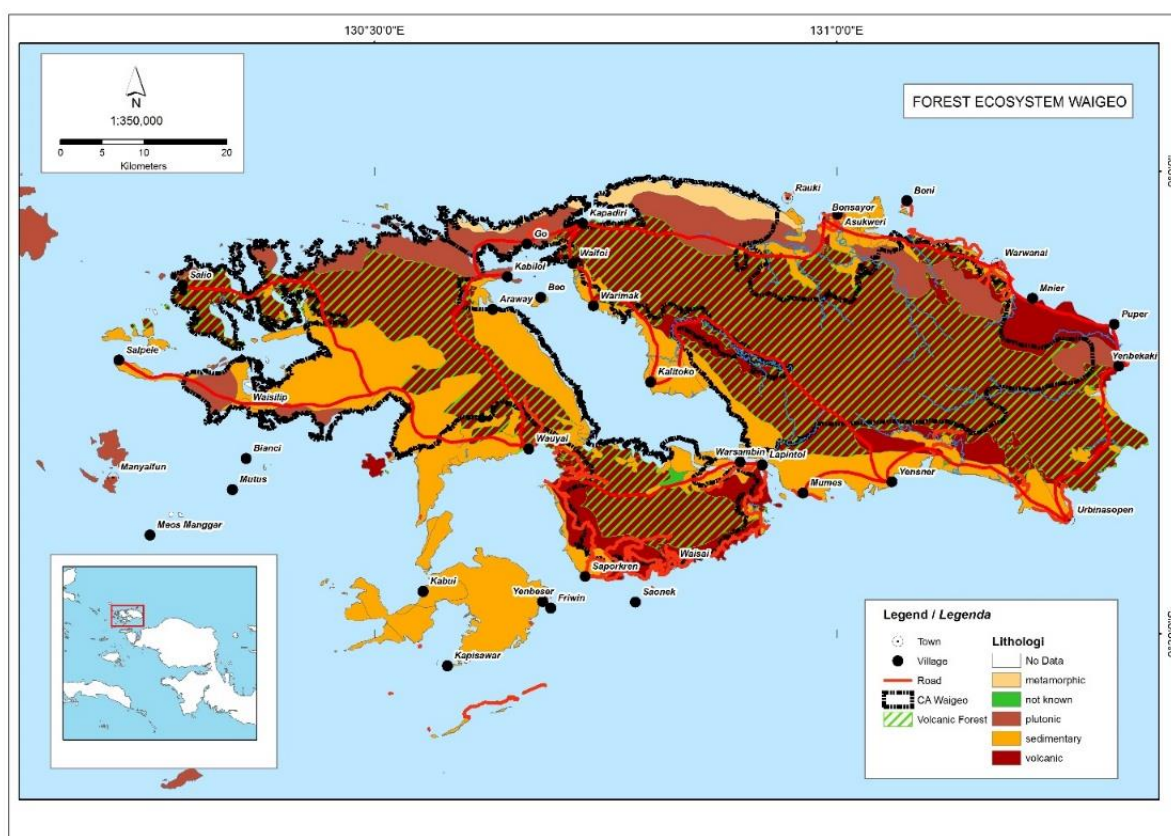 130°30'0"E
131°0'0"E
N
1:350,000
0 5 10 20
Kilometers
FOREST ECOSYSTEM WAIGEO
Rauki
Boni
Bonsayor
Asukweri
Kapadiri
Go
Waifoi
Warwanai
Salio
Kabiloi
Beo
Mnier
Araway
Warimak
Puper
Salpele
Yenbekaki
Kalitoko
Waisilip
Wauyai
Bianci
Warsambin
Lapintol
Manyaifun
Mutus
Mumes
Yensner
Urbinasopen
Meos Manggar
Waisai
Saporkren
Kabui
Yenbeser
Friwin
Saonek
Kapisawar
Legend / Legenda
Town
Village
Road
CA Waigeo
Volcanic Forest
Lithologi
No Data
metamorphic
not known
plutonic
sedimentary
volcanic